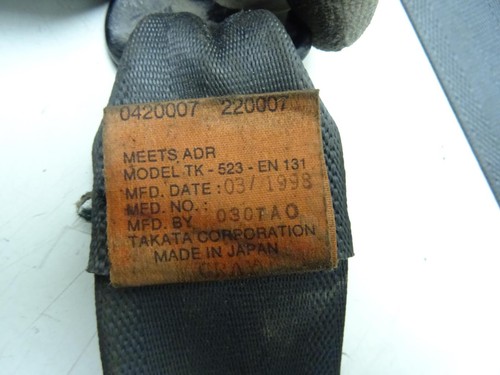 0420007 220007
MEETS ADR
MODEL TK - 523 - EN 131
MFD. DATE : 03/ 1998
MFD. NO. :
MFD. BY 030TAO
TAKATA CORPORATION
MADE IN JAPAN
GRAY